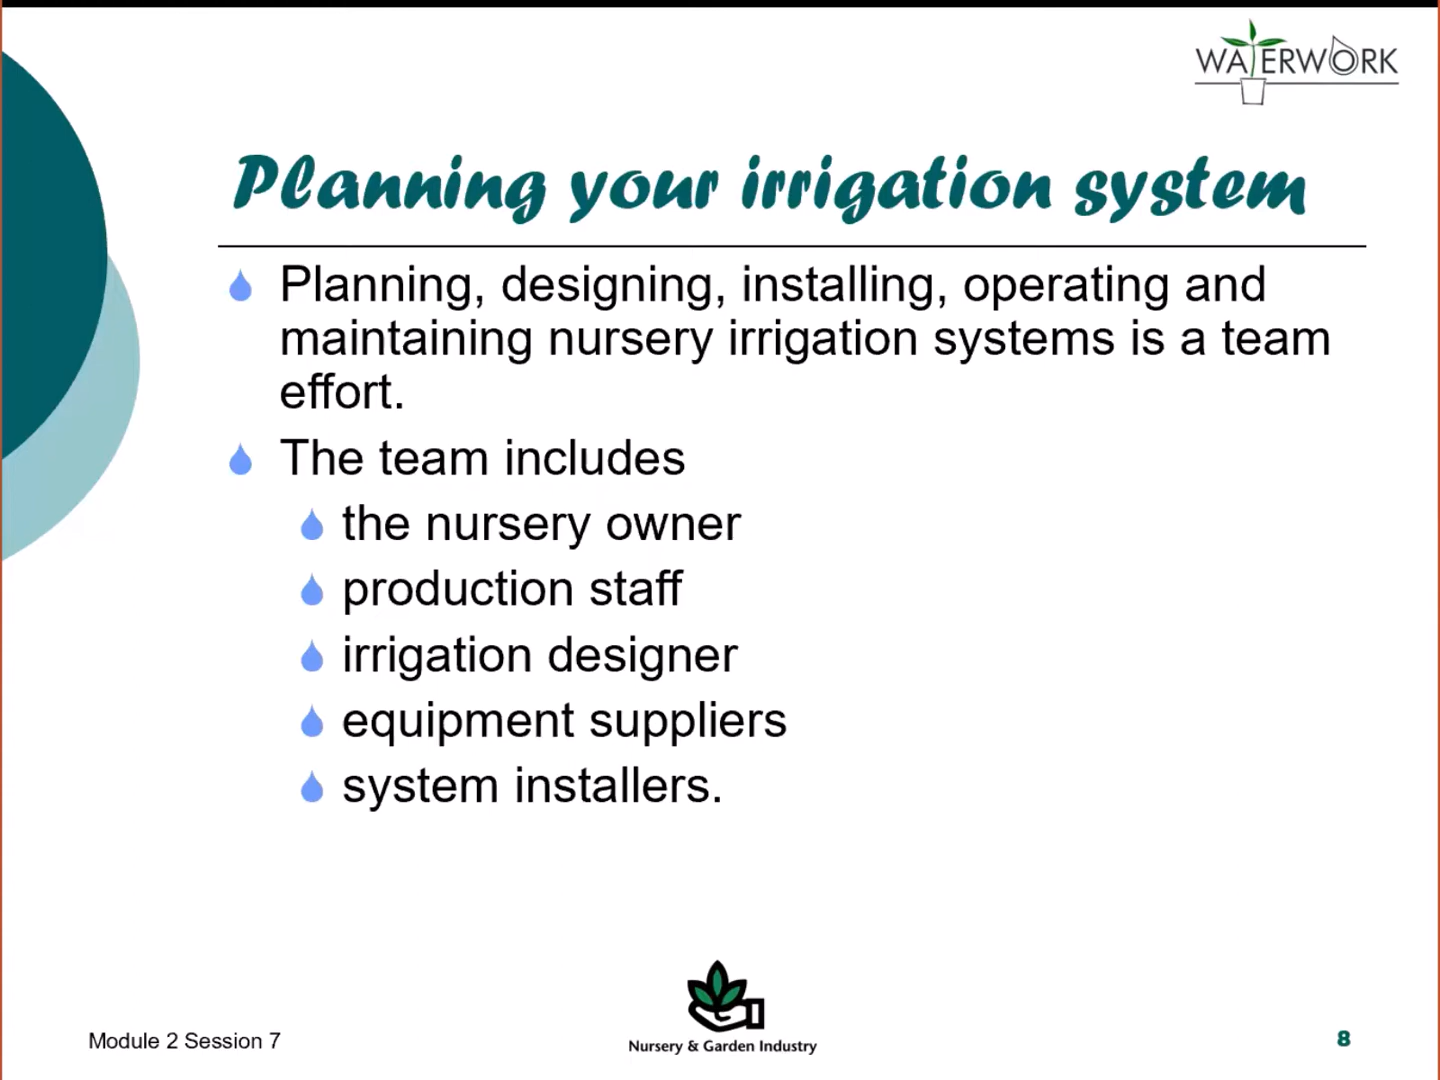 WATERWORK
Planning your irrigation system
Planning, designing, installing, operating and
maintaining nursery irrigation systems is a team
effort.
The team includes
the nursery owner
production staff
irrigation designer
equipment suppliers
system installers.
Module 2 Session 7
Nursery & Garden Industry
8